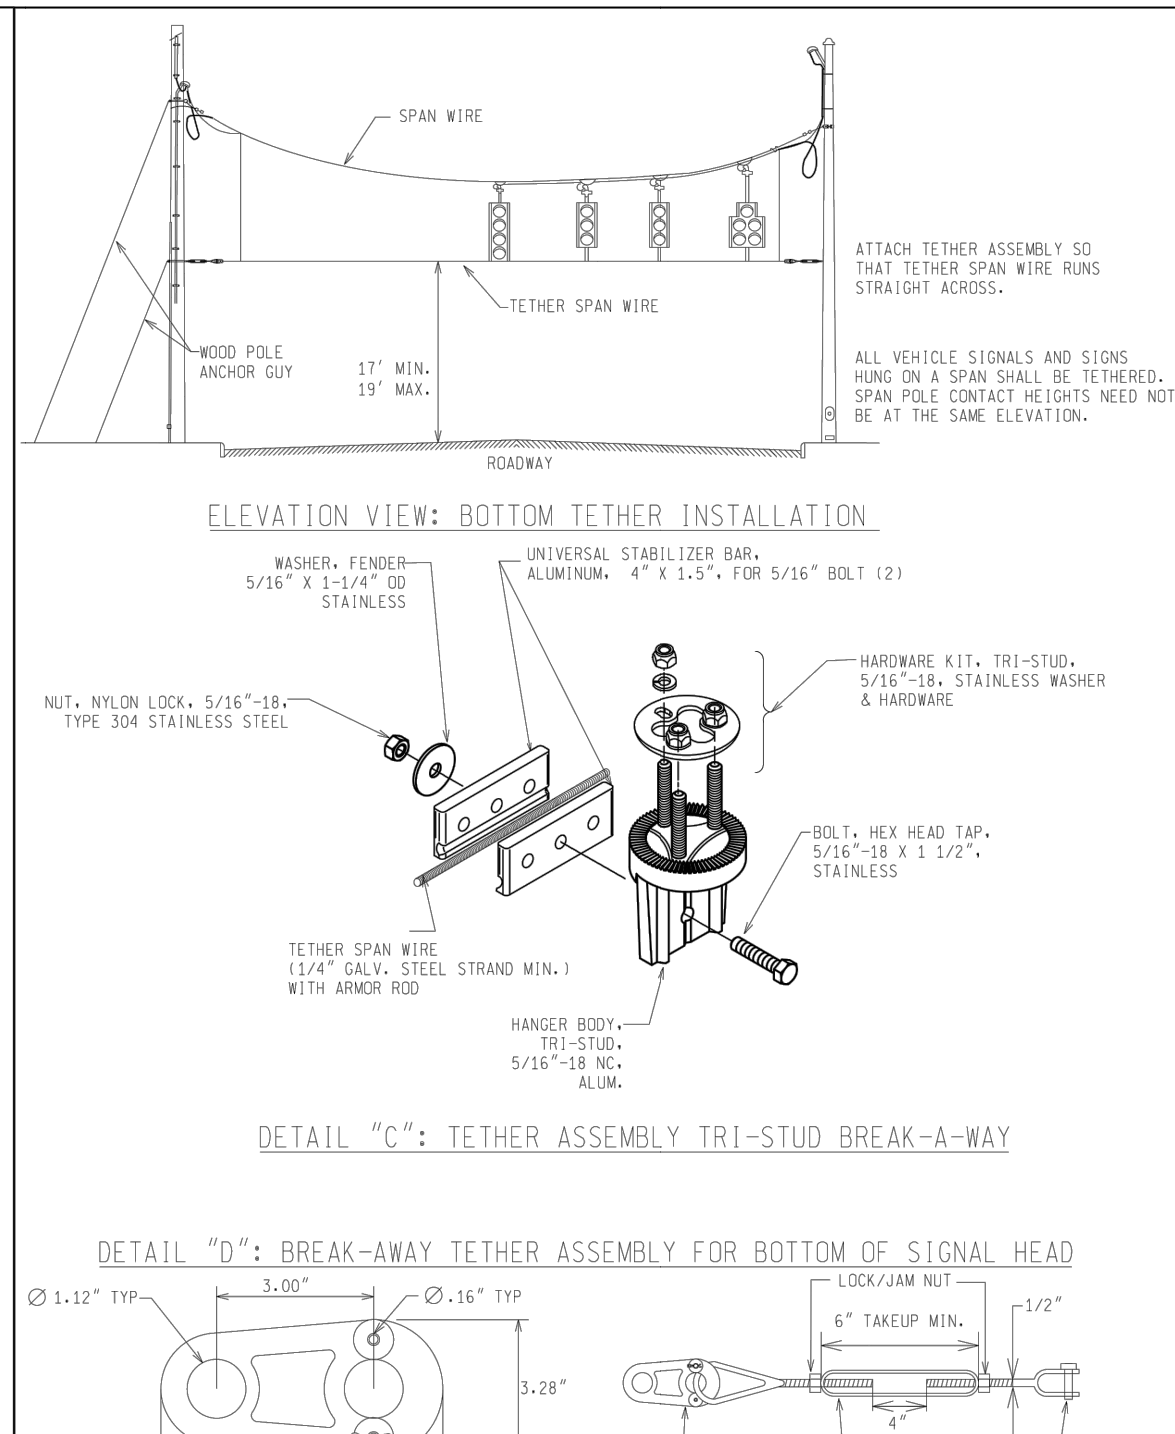 SPAN WIRE
ATTACH TETHER ASSEMBLY SO
THAT TETHER SPAN WIRE RUNS
STRAIGHT ACROSS.
TETHER SPAN WIRE
WOOD POLE
ANCHOR GUY
17' MIN.
19' MAX.
ALL VEHICLE SIGNALS AND SIGNS
HUNG ON A SPAN SHALL BE TETHERED.
SPAN POLE CONTACT HEIGHTS NEED NOT
BE AT THE SAME ELEVATION.
ROADWAY
ELEVATION VIEW: BOTTOM TETHER INSTALLATION
WASHER, FENDER
5/16" X 1-1/4" OD
STAINLESS
UNIVERSAL STABILIZER BAR,
ALUMINUM, 4" X 1.5", FOR 5/16" BOLT (2)
HARDWARE KIT, TRI-STUD,
5/16"-18, STAINLESS WASHER
& HARDWARE
NUT, NYLON LOCK, 5/16"-18,
TYPE 304 STAINLESS STEEL
BOLT, HEX HEAD TAP,
5/16"-18 X 1 1/2",
STAINLESS
TETHER SPAN WIRE
(1/4" GALV. STEEL STRAND MIN.)
WITH ARMOR ROD
HANGER BODY,
TRI-STUD,
5/16"-18 NC,
ALUM.
DETAIL "C": TETHER ASSEMBLY TRI-STUD BREAK-A-WAY
DETAIL "D": BREAK-AWAY TETHER ASSEMBLY FOR BOTTOM OF SIGNAL HEAD
Ø 1.12" TYP
3.00"
Ø.16" TYP
3.28"
LOCK/JAM NUT
6" TAKEUP MIN.
1/2"
4"